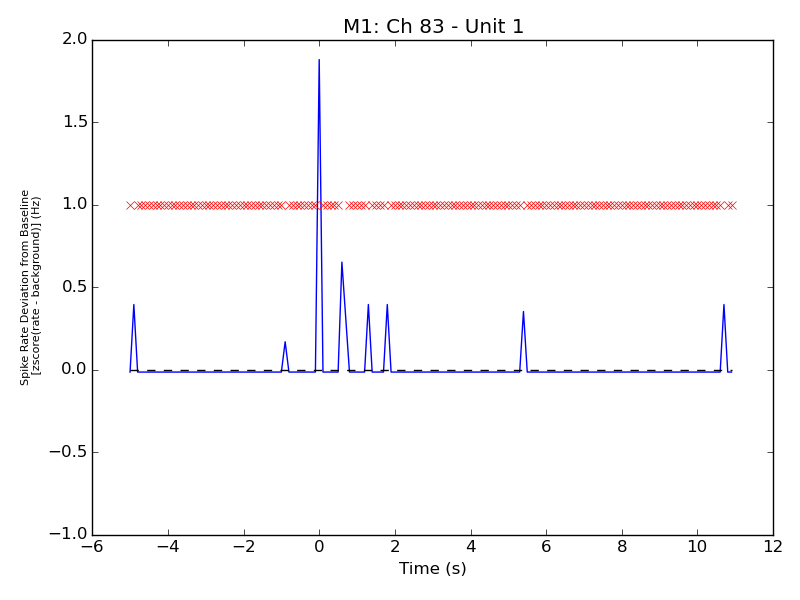 M1: Ch 83 - Unit 1
2.0
1.5
1.0
0.5
0.0
−0.5
−1.0
Spike Rate Deviation from Baseline
[zscore(rate - background)] (Hz)
−6 −4 −2 0 2 4 6 8 10 12
Time (s)